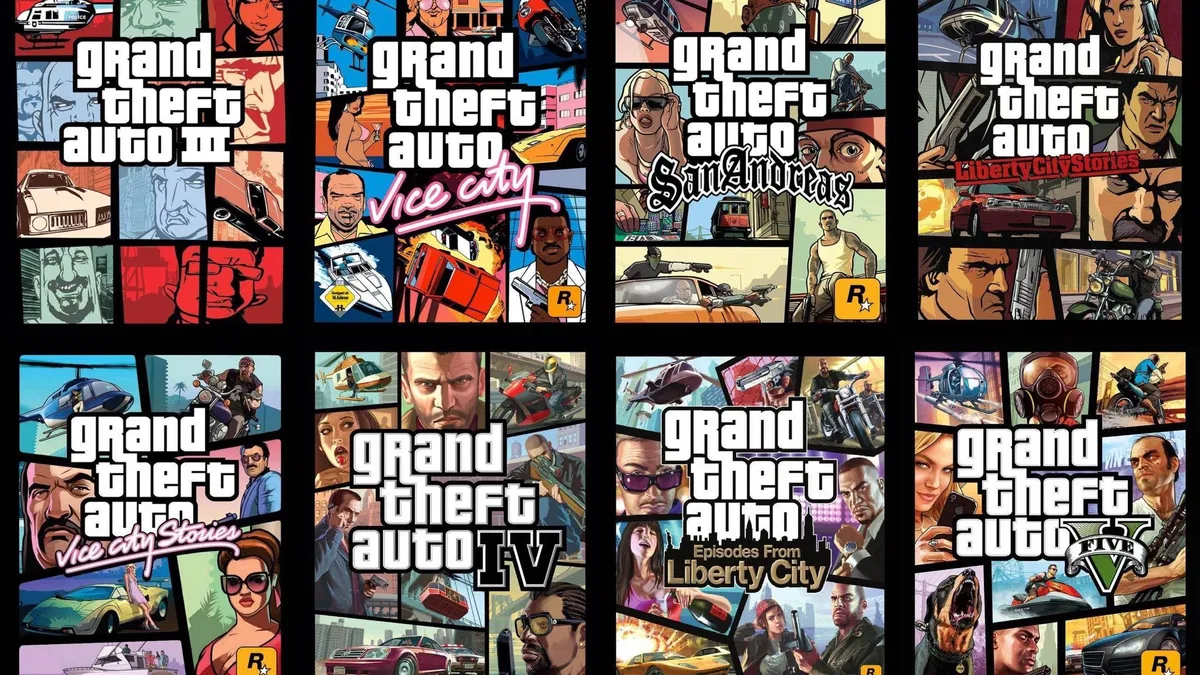 POLICE
grand
theft
auto III
grand
theft
auto
Vice City
R
grand
theft
auto
San Andreas
R
grand
theft
auto
Liberty City Stories
grand
theft
auto
Vice City Stories
R
grand
theft
auto IV
grand
theft
auto
Episodes From
Liberty City
R
grand
theft
auto V
FIVE
R